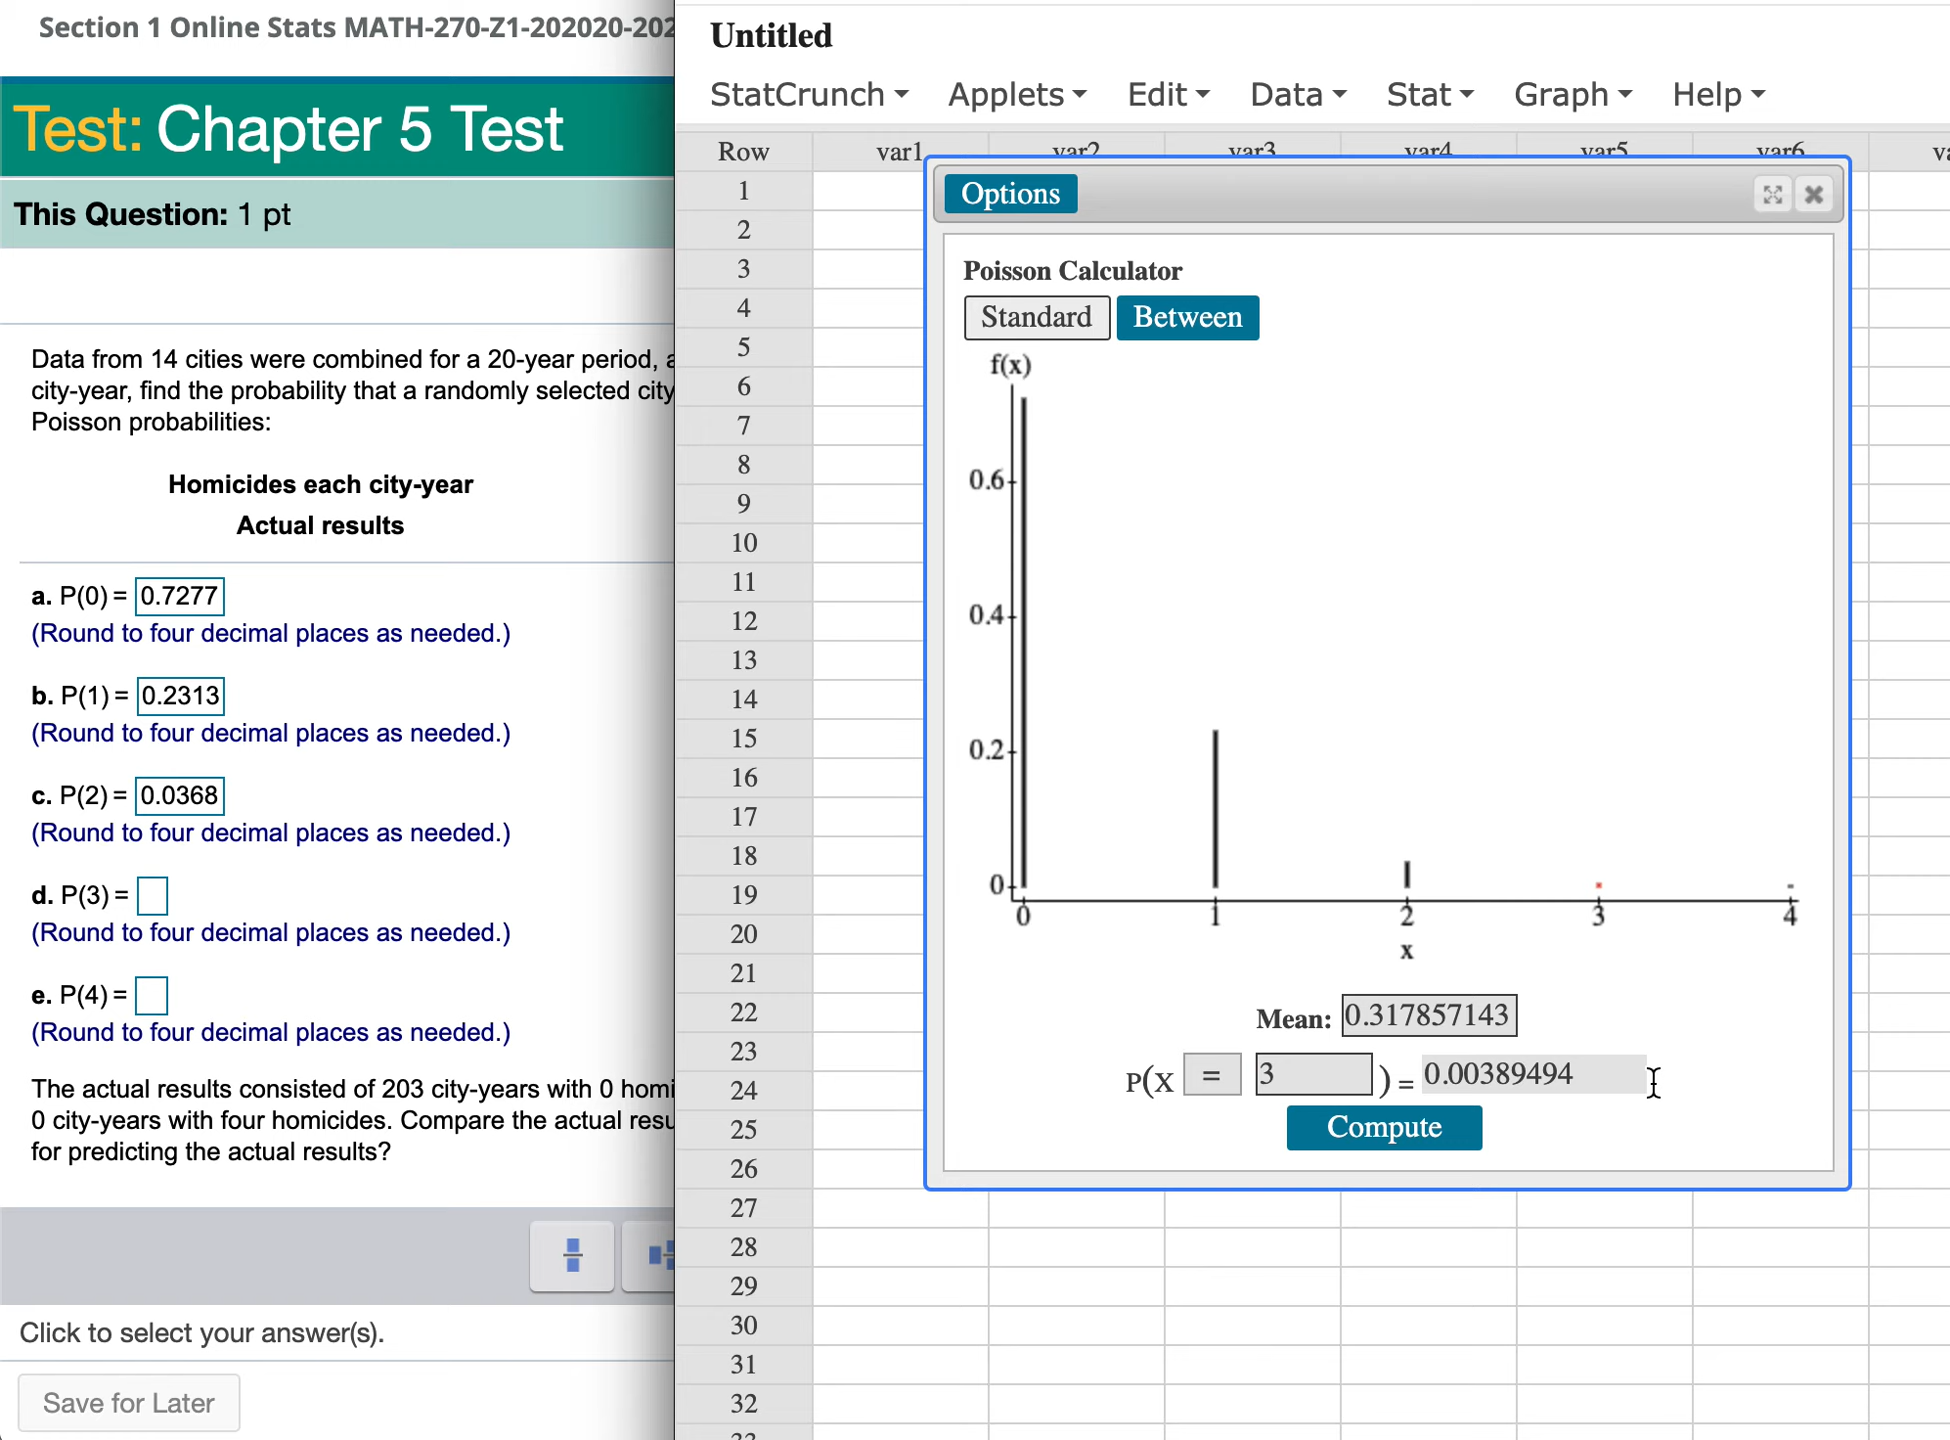 Section 1 Online Stats MATH-270-Z1-202020-202
Test: Chapter 5 Test
This Question: 1 pt
Data from 14 cities were combined for a 20-year period, a
city-year, find the probability that a randomly selected city
Poisson probabilities:
Homicides each city-year
Actual results
a. P(0) = 0.7277
(Round to four decimal places as needed.)
b. P(1) = 0.2313
(Round to four decimal places as needed.)
c. P(2) = 0.0368
(Round to four decimal places as needed.)
d. P(3) =
(Round to four decimal places as needed.)
e. P(4) =
(Round to four decimal places as needed.)
The actual results consisted of 203 city-years with 0 homi
0 city-years with four homicides. Compare the actual resu
for predicting the actual results?
Click to select your answer(s).
Save for Later
Untitled
StatCrunch Applets Edit Data Stat Graph Help
Row var1 var2 var3 var4 var5 var6 va
1
2
3
4
5
6
7
8
9
10
11
12
13
14
15
16
17
18
19
20
21
22
23
24
25
26
27
28
29
30
31
32
33
Options
Poisson Calculator
Standard Between
f(x)
0.6
0.4
0.2
0
0 1 2 3 4
x
Mean: 0.317857143
P(X = 3 ) = 0.00389494
Compute